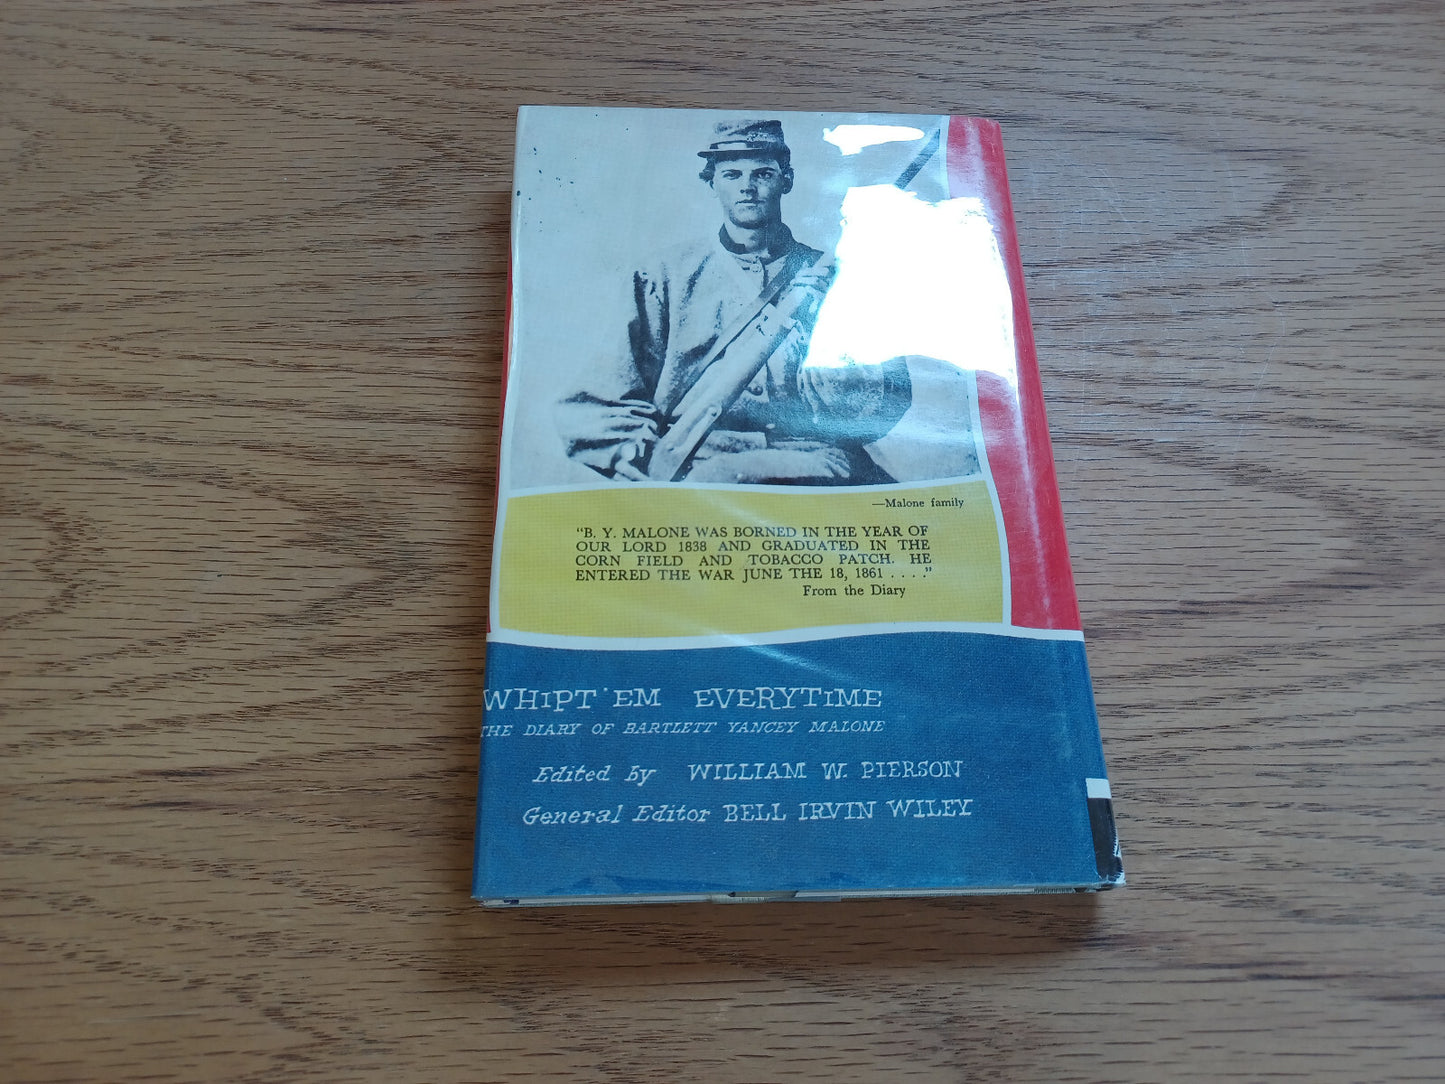 —Malone family
"B. Y. MALONE WAS BORNED IN THE YEAR OF
OUR LORD 1838 AND GRADUATED IN THE
CORN FIELD AND TOBACCO PATCH. HE
ENTERED THE WAR JUNE THE 18, 1861 . . . ."
From the Diary
WHIPT 'EM EVERYTIME
THE DIARY OF BARTLETT YANCEY MALONE
Edited by WILLIAM W. PIERSON
General Editor BELL IRVIN WILEY